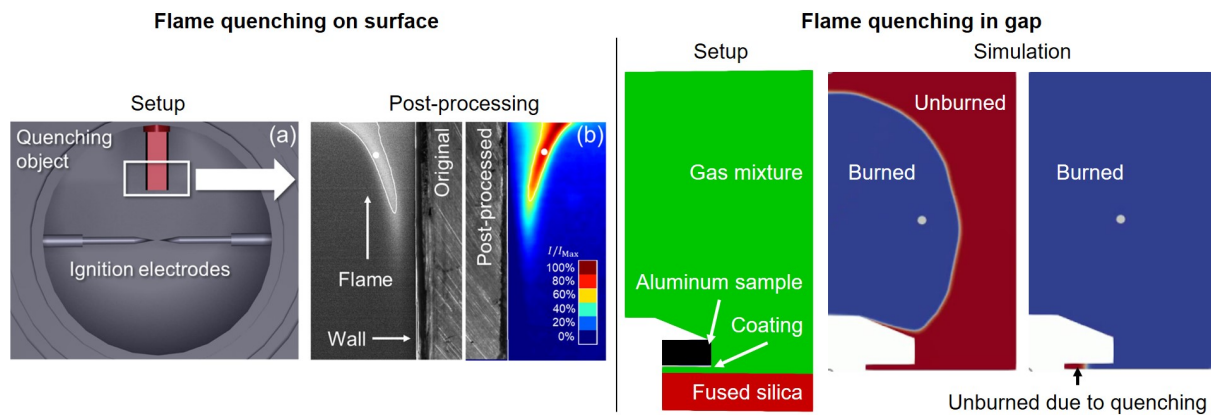 Flame quenching on surface
Setup
Post-processing
(a)
Quenching
object
Ignition electrodes
(b)
Original
Post-processed
Flame
Wall
I/I_Max
100%
80%
60%
40%
20%
0%
Flame quenching in gap
Setup
Simulation
Gas mixture
Aluminum sample
Coating
Fused silica
Unburned
Burned
Burned
Unburned due to quenching